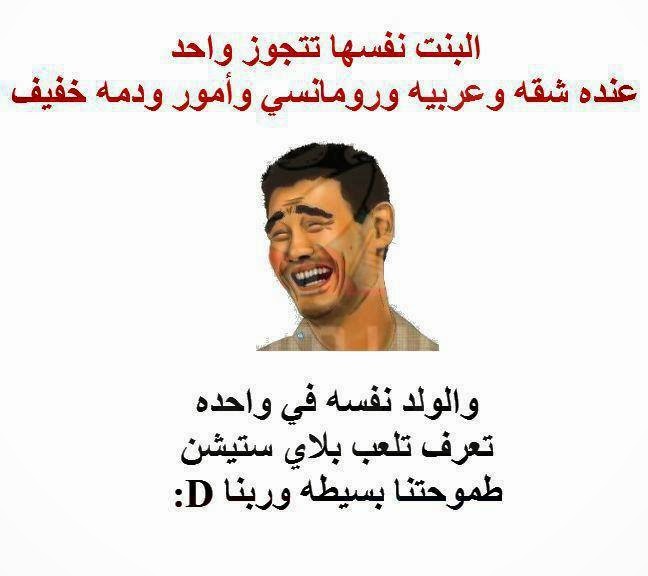 البنت نفسها تتجوز واحد
عنده شقه وعربيه ورومانسي وأمور ودمه خفيف
والولد نفسه في واحده
تعرف تلعب بلاي ستيشن
طموحتنا بسيطه وربنا D: